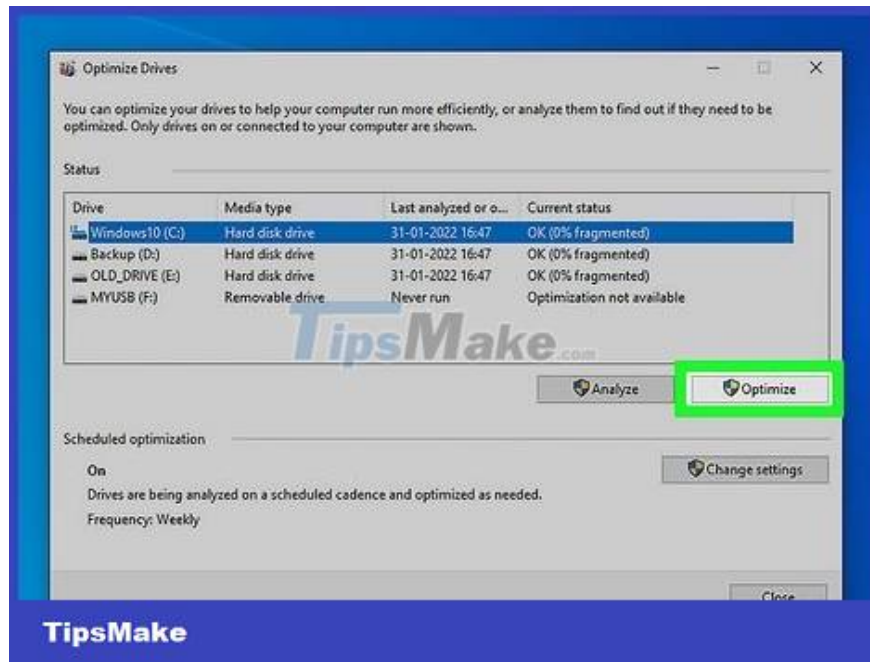 Optimize Drives
You can optimize your drives to help your computer run more efficiently, or analyze them to find out if they need to be
optimized. Only drives on or connected to your computer are shown.
Status
Drive Media type Last analyzed or o... Current status
Windows10 (C:) Hard disk drive 31-01-2022 16:47 OK (0% fragmented)
Backup (D:) Hard disk drive 31-01-2022 16:47 OK (0% fragmented)
OLD_DRIVE (E:) Hard disk drive 31-01-2022 16:47 OK (0% fragmented)
MYUSB (F:) Removable drive Never run Optimization not available
TipsMake.com
Analyze Optimize
Scheduled optimization
On Change settings
Drives are being analyzed on a scheduled cadence and optimized as needed.
Frequency: Weekly
Close
TipsMake